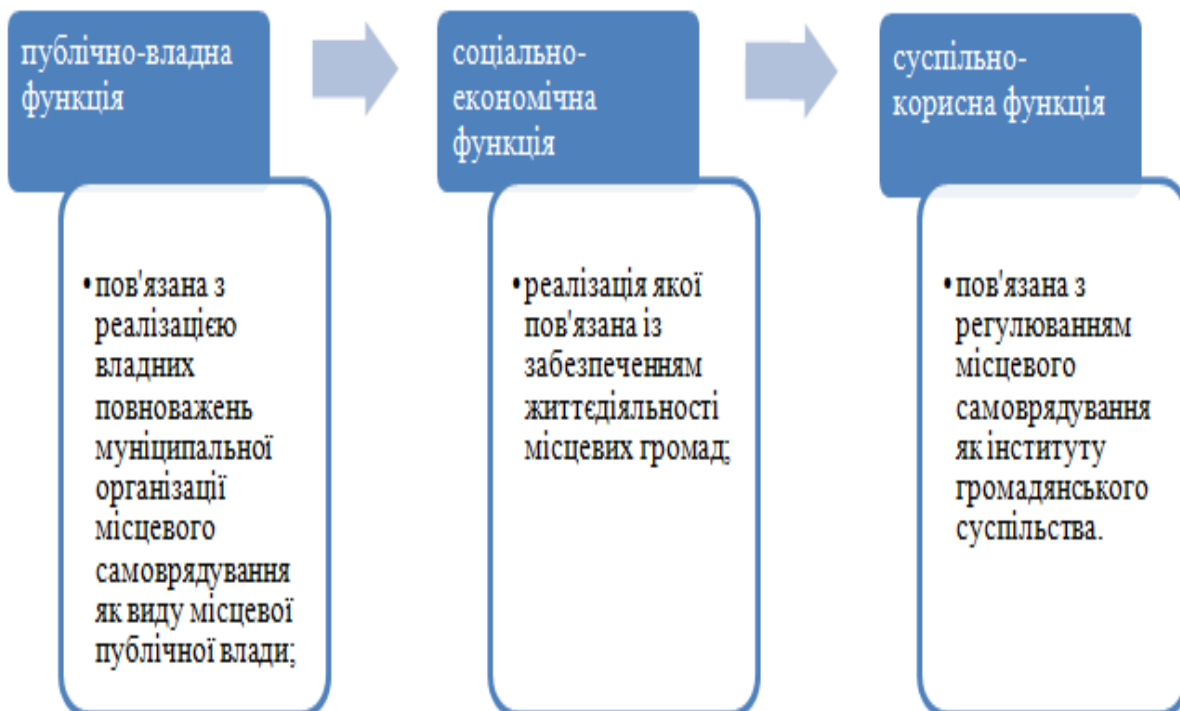 публічно-владна
функція
пов'язана з
реалізацією
владних
повноважень
муніципальної
організації
місцевого
самоврядування
як виду місцевої
публічної влади;
соціально-
економічна
функція
реалізація якої
пов'язана із
забезпеченням
життєдіяльності
місцевих громад;
суспільно-
корисна функція
пов'язана з
регулюванням
місцевого
самоврядування
як інституту
громадянського
суспільства.